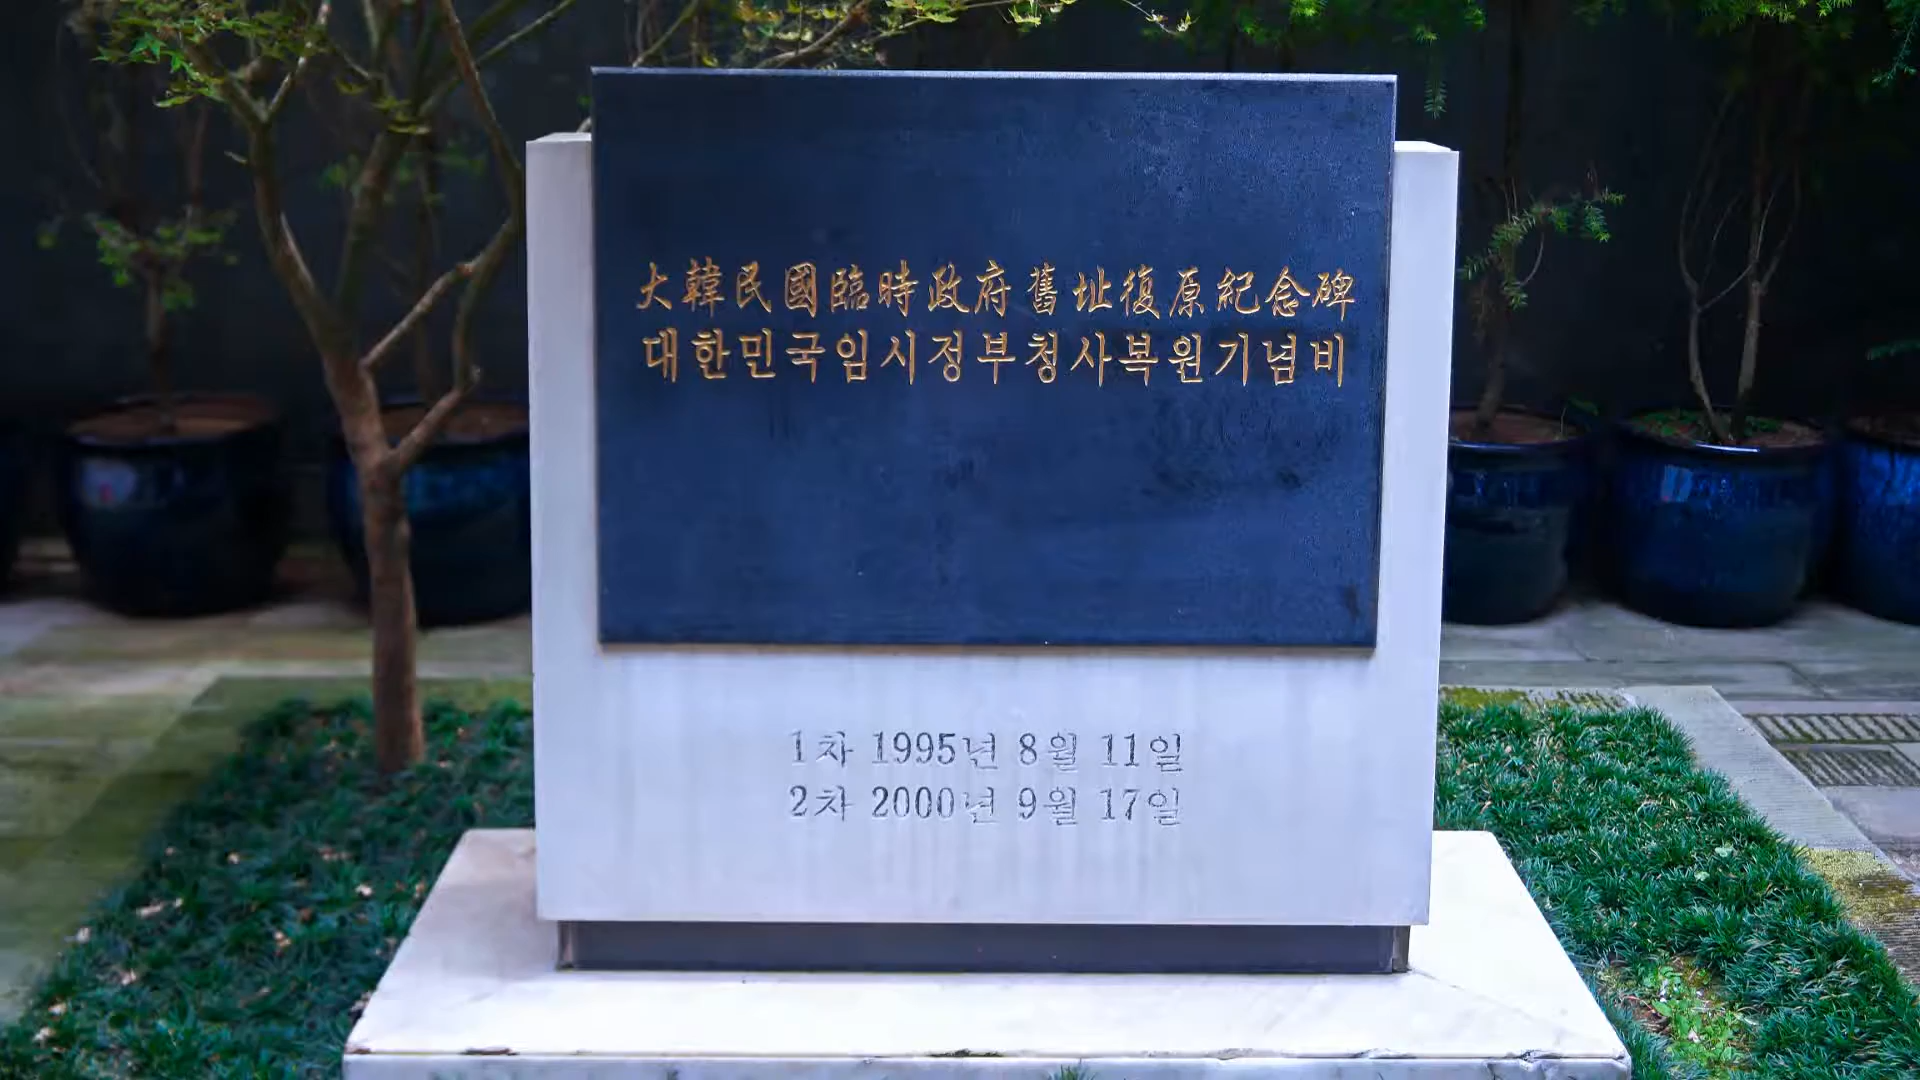 大韓民國臨時政府舊址復原紀念碑
대한민국임시정부청사복원기념비
1차 1995년 8월 11일
2차 2000년 9월 17일